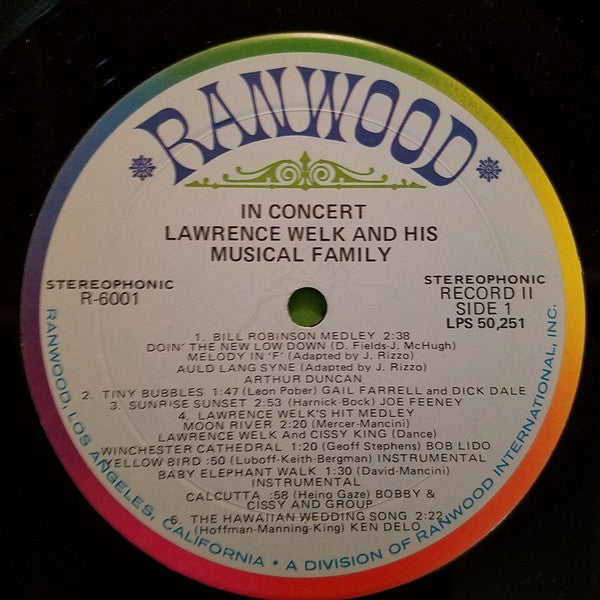 RANWOOD
IN CONCERT
LAWRENCE WELK AND HIS
MUSICAL FAMILY
STEREOPHONIC
R-6001
STEREOPHONIC
RECORD II
SIDE 1
LPS 50,251
1. BILL ROBINSON MEDLEY 2:38
DOIN' THE NEW LOW DOWN (D. Fields-J. McHugh)
MELODY IN 'F' (Adapted by J. Rizzo)
AULD LANG SYNE (Adapted by J. Rizzo)
ARTHUR DUNCAN
2. TINY BUBBLES 1:47 (Leon Pober) GAIL FARRELL and DICK DALE
3. SUNRISE SUNSET 2:53 (Harnick-Bock) JOE FEENEY
4. LAWRENCE WELK'S HIT MEDLEY
MOON RIVER 2:20 (Mercer-Mancini)
LAWRENCE WELK And CISSY KING (Dance)
WINCHESTER CATHEDRAL 1:20 (Geoff Stephens) BOB LIDO
YELLOW BIRD :50 (Luboff-Keith-Bergman) INSTRUMENTAL
BABY ELEPHANT WALK 1:30 (David-Mancini)
INSTRUMENTAL
CALCUTTA :58 (Heino Gaze) BOBBY &
CISSY AND GROUP
5. THE HAWAIIAN WEDDING SONG 2:22
(Hoffman-Manning-King) KEN DELO
RANWOOD, LOS ANGELES, CALIFORNIA • A DIVISION OF RANWOOD INTERNATIONAL, INC.